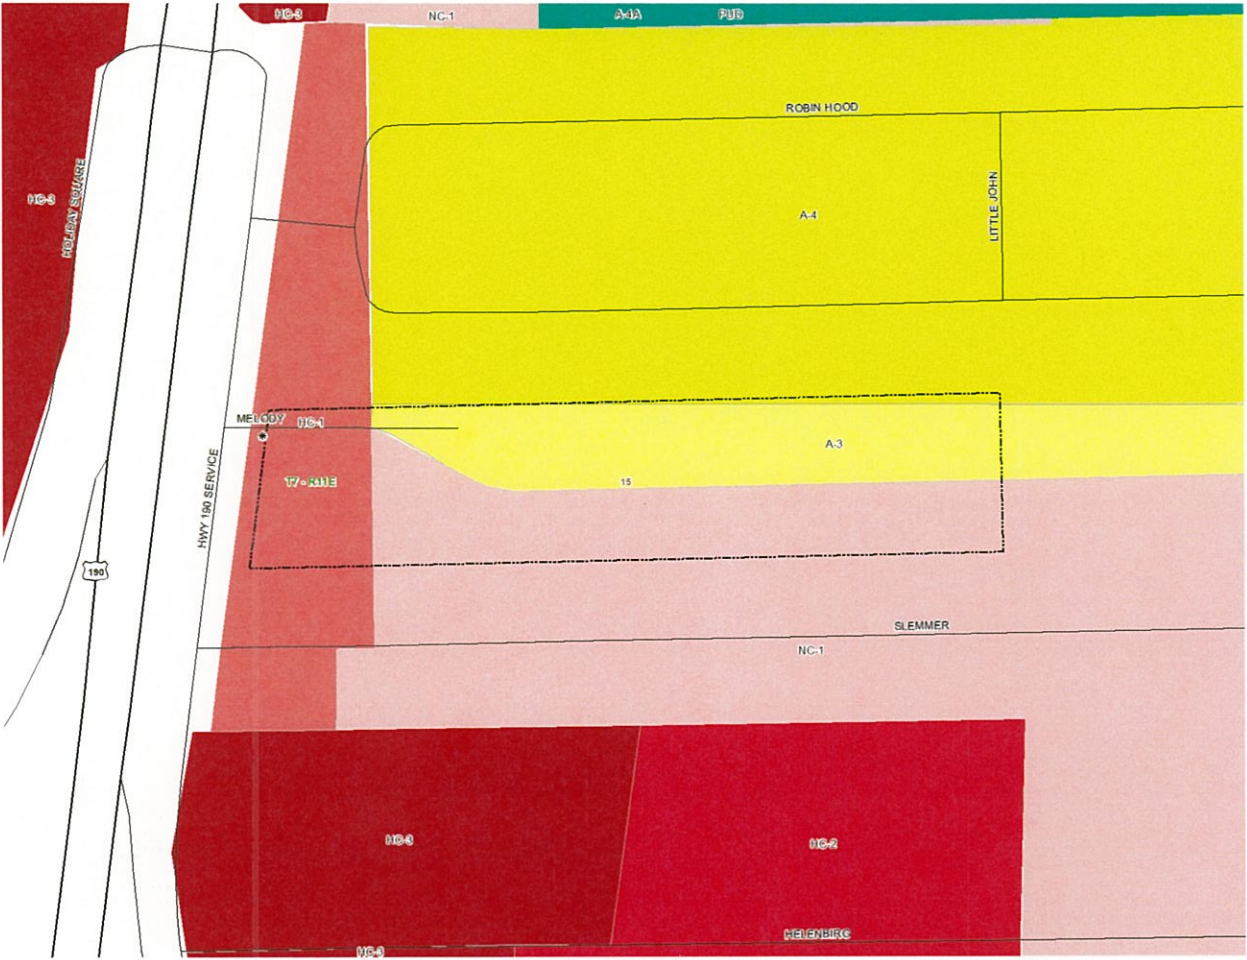 HC-3
NC-1
A-4A
PUD
ROBIN HOOD
HC-3
HOLIDAY SQUARE
LITTLE JOHN
A-4
MELODY
HC-1
A-3
HWY 190 SERVICE
T7 - R11E
15
190
SLEMMER
NC-1
HC-3
HC-2
HELENBIRG
HC-3